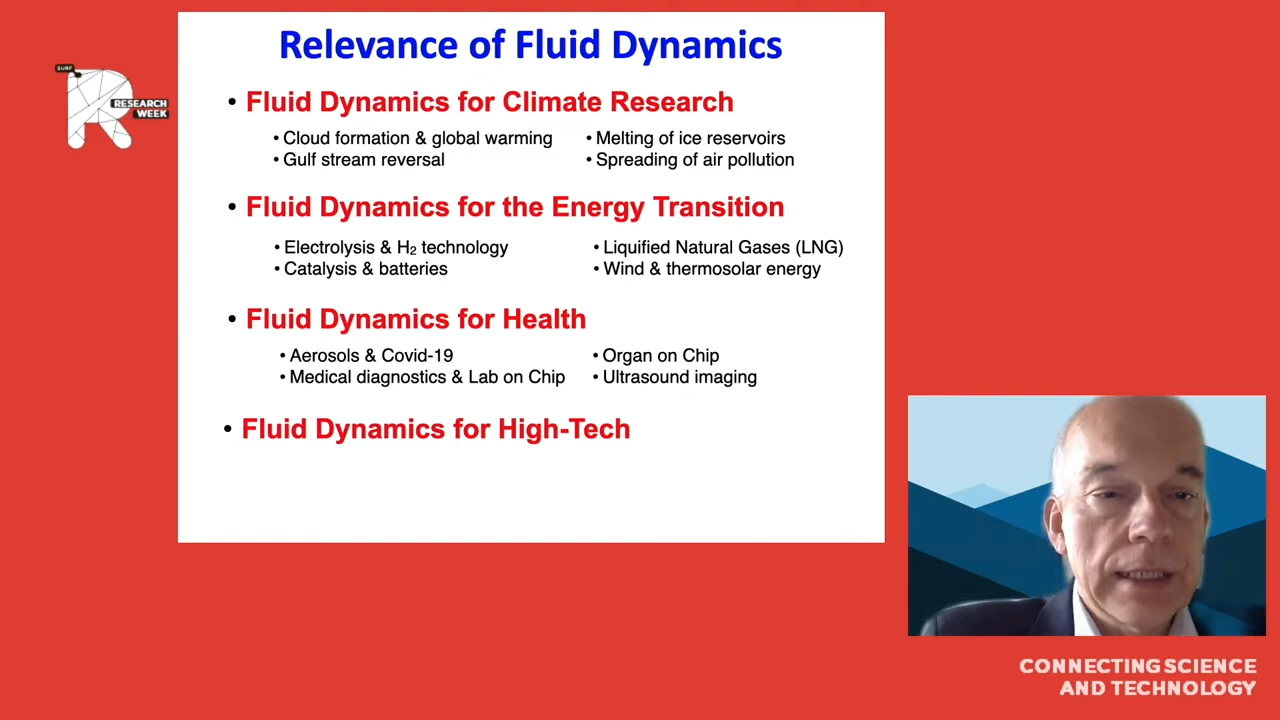 Relevance of Fluid Dynamics
SURF
RESEARCH
WEEK
• Fluid Dynamics for Climate Research
• Cloud formation & global warming
• Melting of ice reservoirs
• Gulf stream reversal
• Spreading of air pollution
• Fluid Dynamics for the Energy Transition
• Electrolysis & H₂ technology
• Liquified Natural Gases (LNG)
• Catalysis & batteries
• Wind & thermosolar energy
• Fluid Dynamics for Health
• Aerosols & Covid-19
• Organ on Chip
• Medical diagnostics & Lab on Chip
• Ultrasound imaging
• Fluid Dynamics for High-Tech
CONNECTING SCIENCE
AND TECHNOLOGY